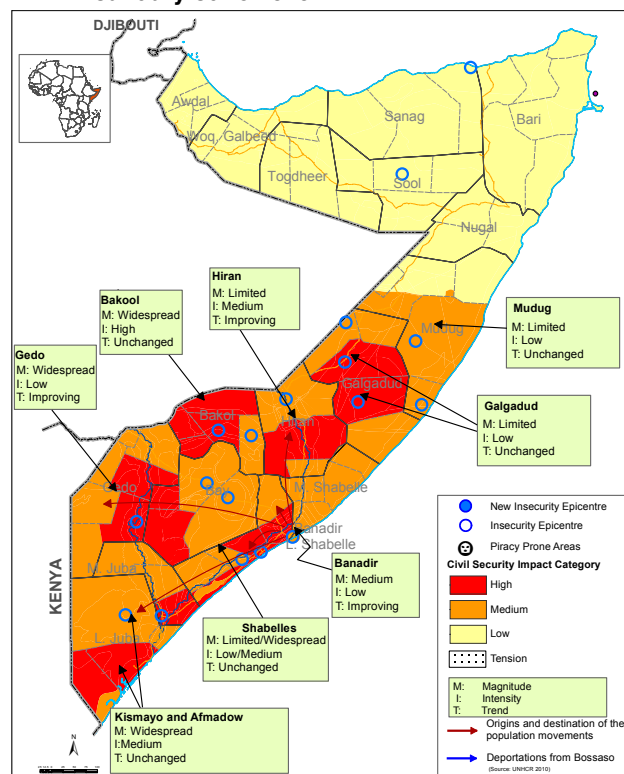 DJIBOUTI
Awdal
Woq. Galbeed
Sanag
Bari
Togdheer
Sool
Nugal
Hiran
M: Limited
I: Medium
T: Improving
Bakool
M: Widespread
I: High
T: Unchanged
Mudug
M: Limited
I: Low
T: Unchanged
Mudug
Gedo
M: Widespread
I: Low
T: Improving
Galgadud
Galgadud
M: Limited
I: Low
T: Unchanged
Bakol
Hiran
Gedo
Bay
M. Shabelle
Banadir
L. Shabelle
Banadir
M: Medium
I: Low
T: Improving
M. Juba
KENYA
L. Juba
Shabelles
M: Limited/Widespread
I: Low/Medium
T: Unchanged
Kismayo and Afmadow
M: Widespread
I:Medium
T: Unchanged
N
New Insecurity Epicentre
Insecurity Epicentre
Piracy Prone Areas
Civil Security Impact Category
High
Medium
Low
Tension
M: Magnitude
I: Intensity
T: Trend
Origins and destination of the
population movements
Deportations from Bossaso
(Source: UNHCR 2010)